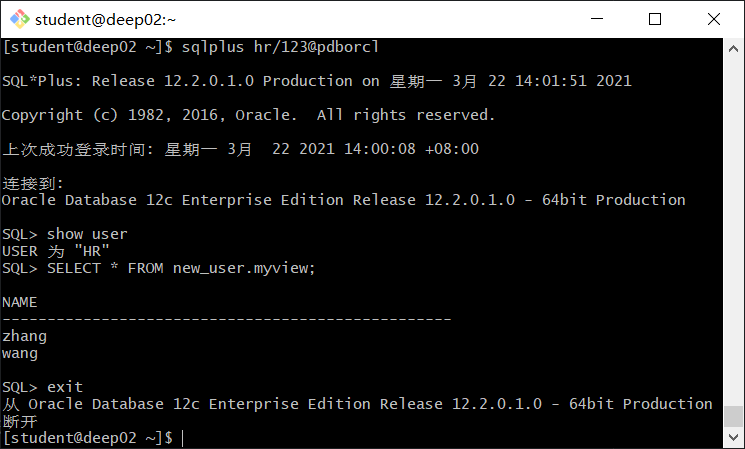 student@deep02:~
[student@deep02 ~]$ sqlplus hr/123@pdborcl
SQL*Plus: Release 12.2.0.1.0 Production on 星期一 3月 22 14:01:51 2021
Copyright (c) 1982, 2016, Oracle.  All rights reserved.
上次成功登录时间: 星期一 3月  22 2021 14:00:08 +08:00
连接到:
Oracle Database 12c Enterprise Edition Release 12.2.0.1.0 - 64bit Production
SQL> show user
USER 为 "HR"
SQL> SELECT * FROM new_user.myview;
NAME
--------------------------------------------------
zhang
wang
SQL> exit
从 Oracle Database 12c Enterprise Edition Release 12.2.0.1.0 - 64bit Production
断开
[student@deep02 ~]$